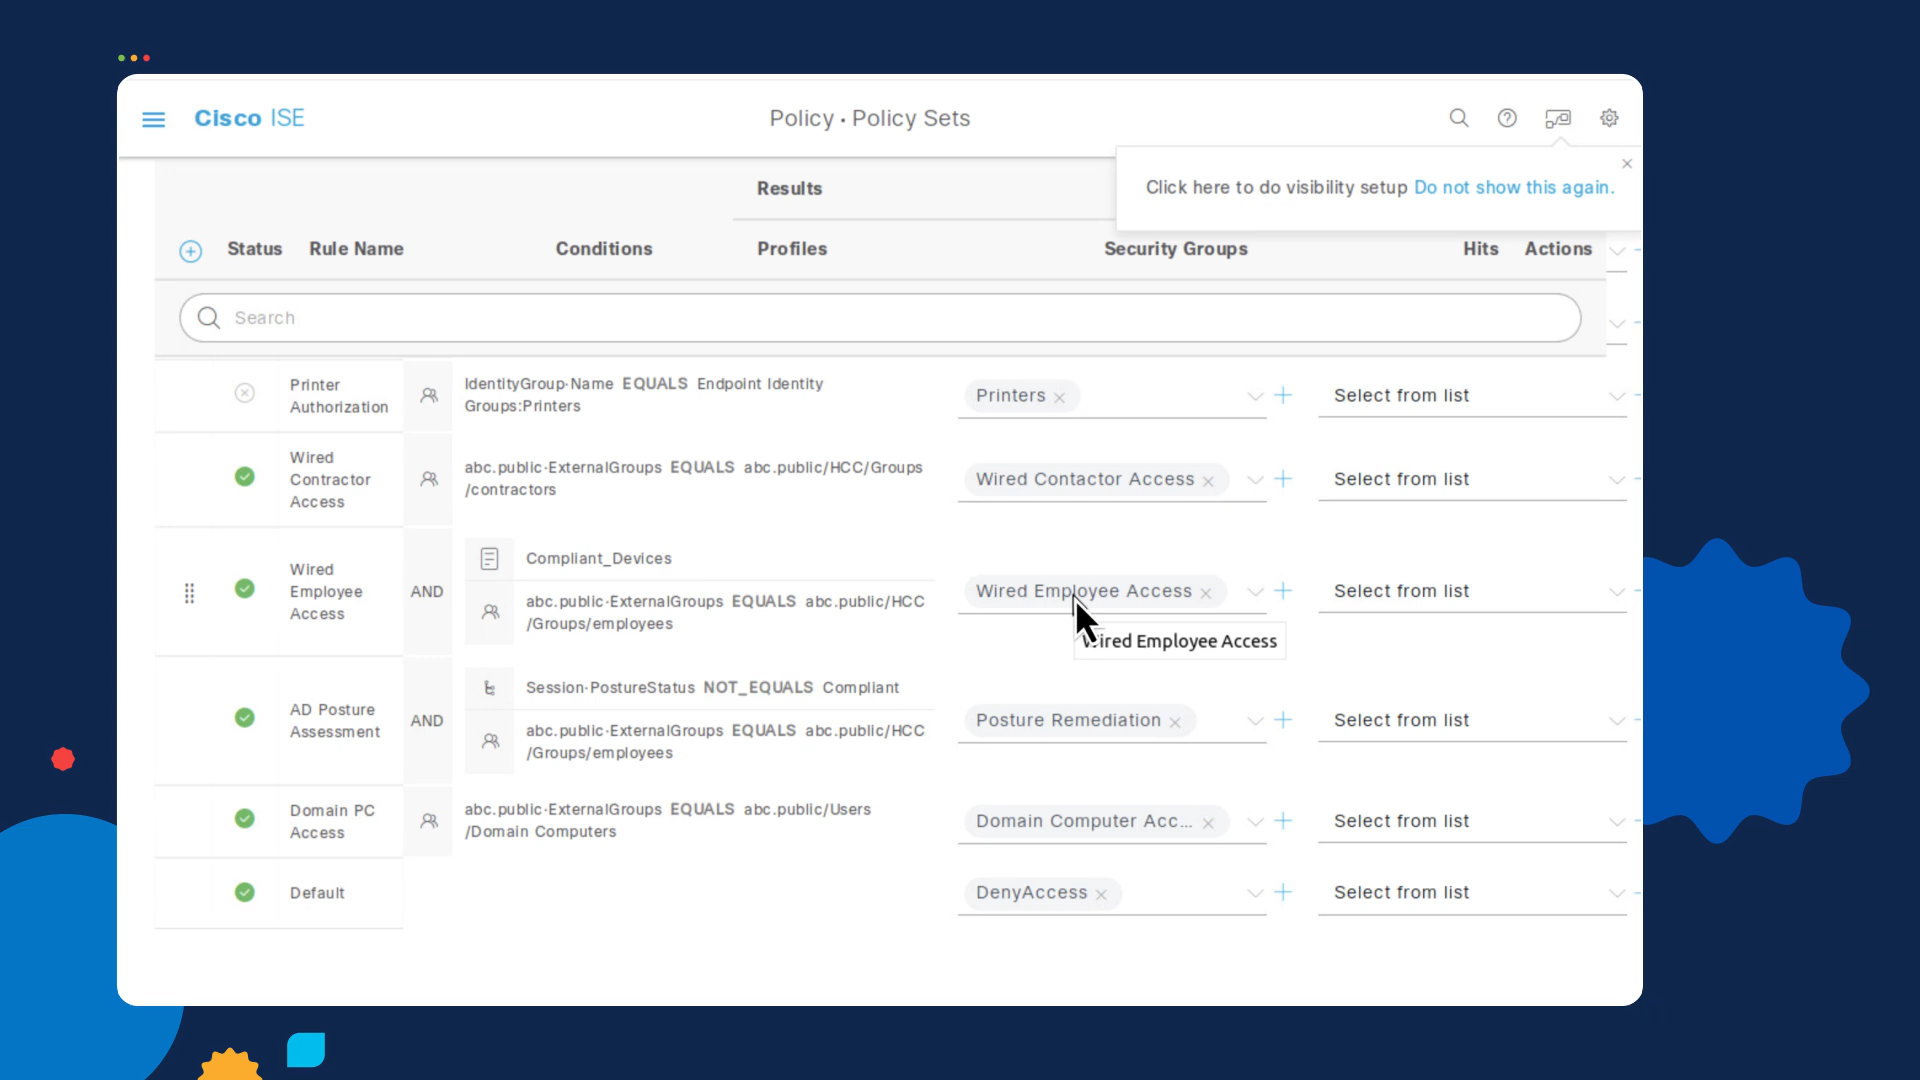 Cisco ISE
Policy · Policy Sets
Click here to do visibility setup Do not show this again.
Results
Status
Rule Name
Conditions
Profiles
Security Groups
Hits
Actions
Search
Printer
Authorization
IdentityGroup·Name EQUALS Endpoint Identity
Groups:Printers
Printers
Select from list
Wired
Contractor
Access
abc.public·ExternalGroups EQUALS abc.public/HCC/Groups
/contractors
Wired Contactor Access
Select from list
Wired
Employee
Access
AND
Compliant_Devices
abc.public·ExternalGroups EQUALS abc.public/HCC
/Groups/employees
Wired Employee Access
Select from list
Wired Employee Access
AD Posture
Assessment
AND
Session·PostureStatus NOT_EQUALS Compliant
abc.public·ExternalGroups EQUALS abc.public/HCC
/Groups/employees
Posture Remediation
Select from list
Domain PC
Access
abc.public·ExternalGroups EQUALS abc.public/Users
/Domain Computers
Domain Computer Acc...
Select from list
Default
DenyAccess
Select from list